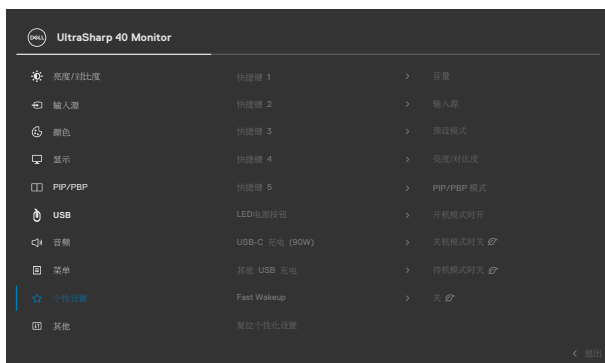 DELL UltraSharp 40 Monitor
亮度/对比度 快捷键 1 > 音量
输入源 快捷键 2 > 输入源
颜色 快捷键 3 > 预设模式
显示 快捷键 4 > 亮度/对比度
PIP/PBP 快捷键 5 > PIP/PBP 模式
USB LED电源按钮 > 开机模式时开
音频 USB-C 充电 (90W) > 关机模式时关
菜单 其他 USB 充电 > 待机模式时关
个性设置 Fast Wakeup > 关
其他 复位个性化设置
< 退出